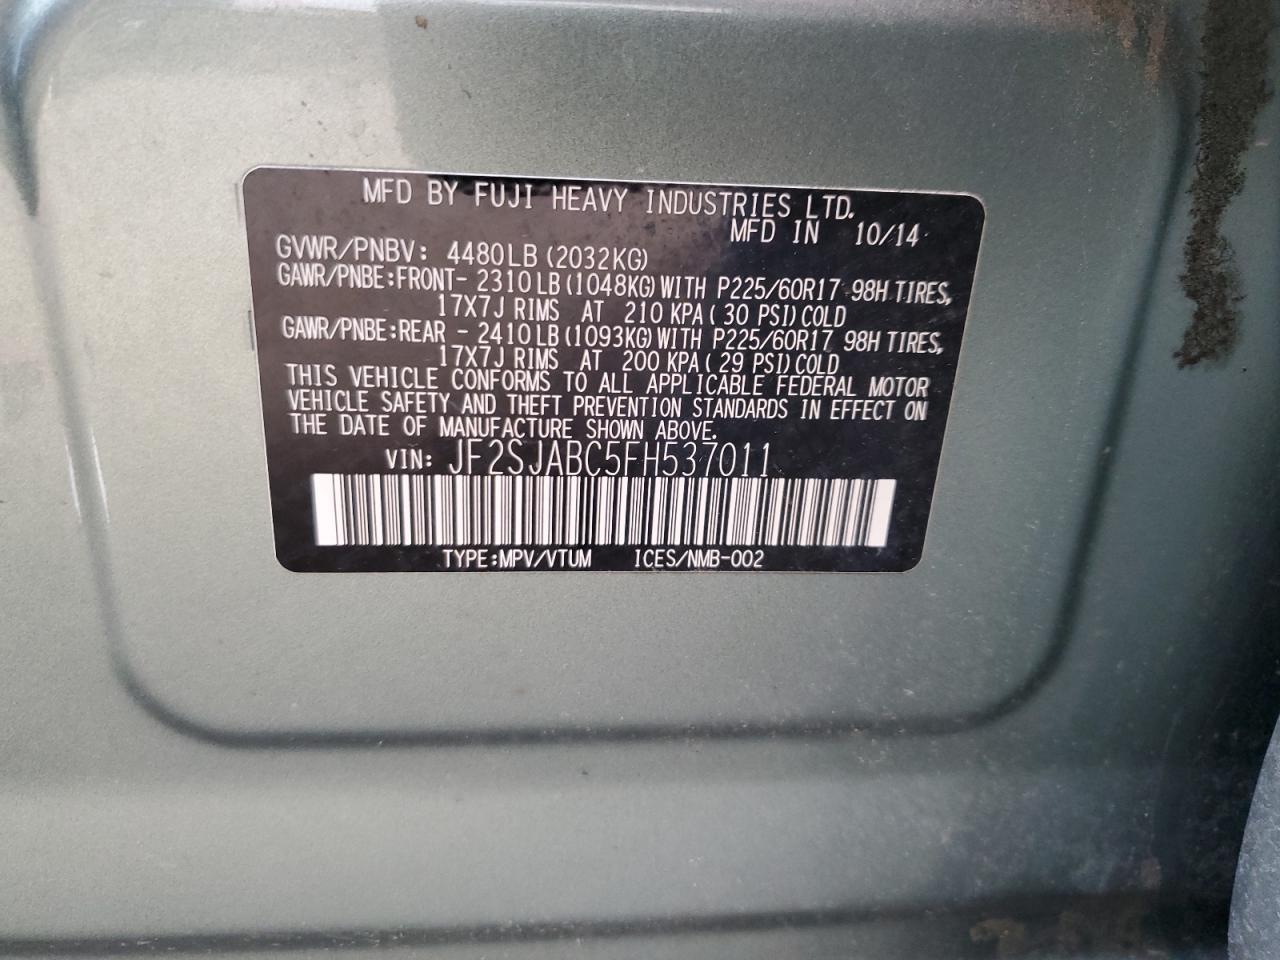 MFD BY FUJI HEAVY INDUSTRIES LTD.
MFD IN 10/14
GVWR/PNBV: 4480LB (2032KG)
GAWR/PNBE:FRONT- 2310LB (1048KG) WITH P225/60R17 98H TIRES,
17X7J RIMS AT 210 KPA ( 30 PSI) COLD
GAWR/PNBE:REAR - 2410LB (1093KG) WITH P225/60R17 98H TIRES,
17X7J RIMS AT 200 KPA ( 29 PSI) COLD
THIS VEHICLE CONFORMS TO ALL APPLICABLE FEDERAL MOTOR
VEHICLE SAFETY AND THEFT PREVENTION STANDARDS IN EFFECT ON
THE DATE OF MANUFACTURE SHOWN ABOVE.
VIN: JF2SJABC5FH537011
TYPE:MPV/VTUM ICES/NMB-002